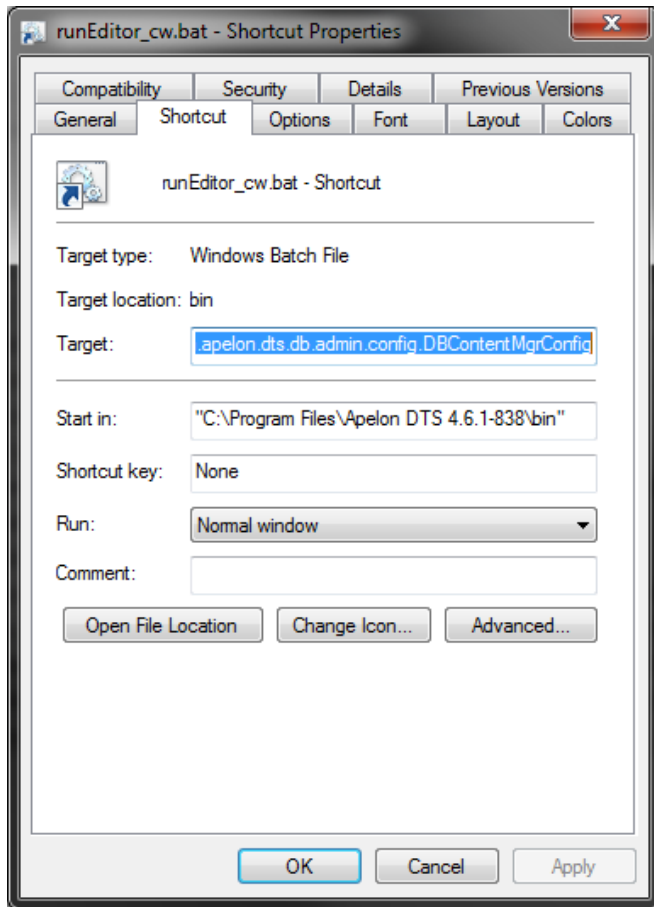 runEditor_cw.bat - Shortcut Properties
Compatibility Security Details Previous Versions
General Shortcut Options Font Layout Colors
runEditor_cw.bat - Shortcut
Target type: Windows Batch File
Target location: bin
Target: .apelon.dts.db.admin.config.DBContentMgrConfig
Start in: "C:\Program Files\Apelon DTS 4.6.1-838\bin"
Shortcut key: None
Run: Normal window
Comment:
Open File Location Change Icon... Advanced...
OK Cancel Apply